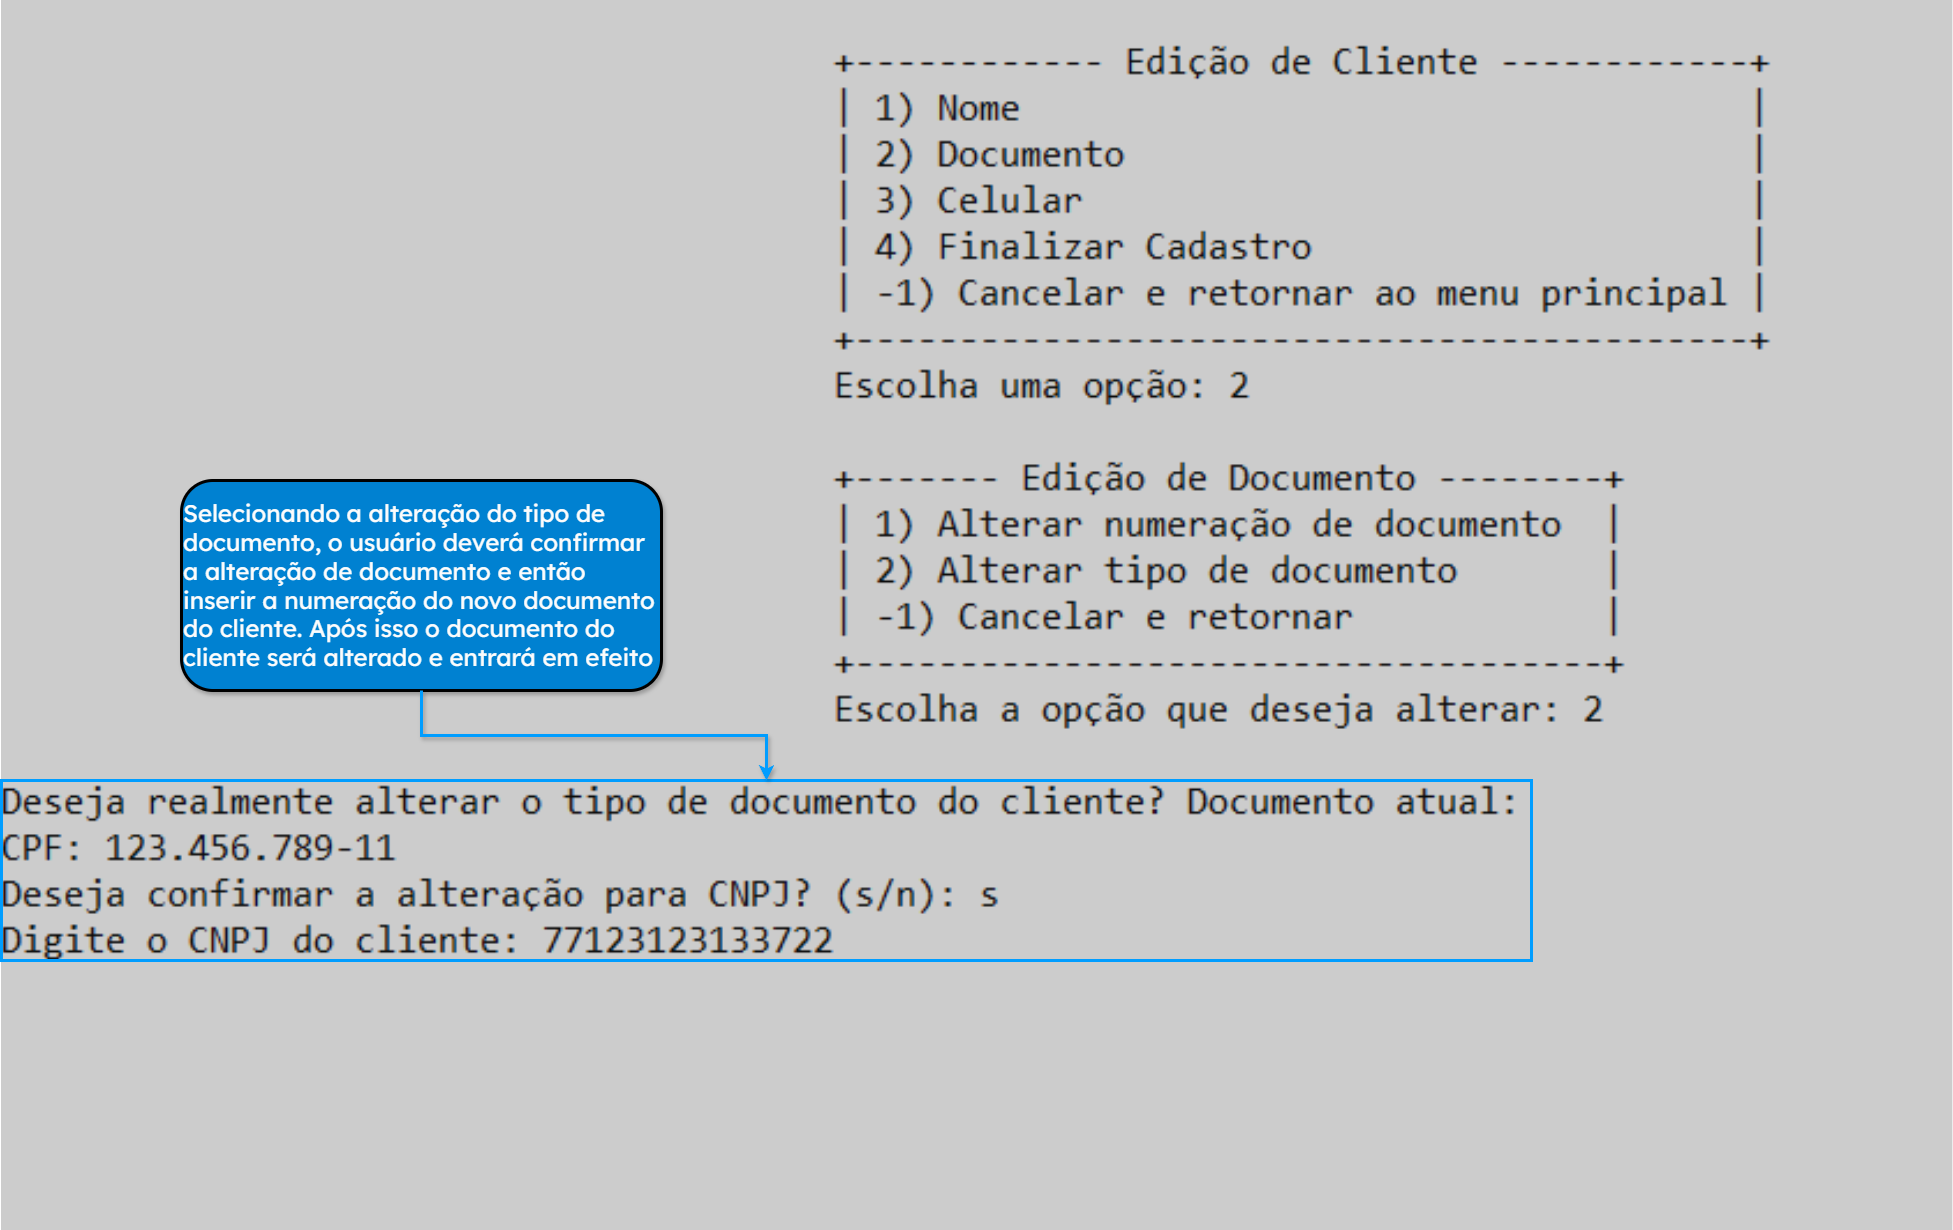 +------------ Edição de Cliente ------------+
| 1) Nome                                   |
| 2) Documento                              |
| 3) Celular                                |
| 4) Finalizar Cadastro                     |
| -1) Cancelar e retornar ao menu principal |
+-------------------------------------------+
Escolha uma opção: 2
+------- Edição de Documento --------+
| 1) Alterar numeração de documento  |
| 2) Alterar tipo de documento       |
| -1) Cancelar e retornar            |
+------------------------------------+
Escolha a opção que deseja alterar: 2
Selecionando a alteração do tipo de
documento, o usuário deverá confirmar
a alteração de documento e então
inserir a numeração do novo documento
do cliente. Após isso o documento do
cliente será alterado e entrará em efeito
Deseja realmente alterar o tipo de documento do cliente? Documento atual:
CPF: 123.456.789-11
Deseja confirmar a alteração para CNPJ? (s/n): s
Digite o CNPJ do cliente: 77123123133722